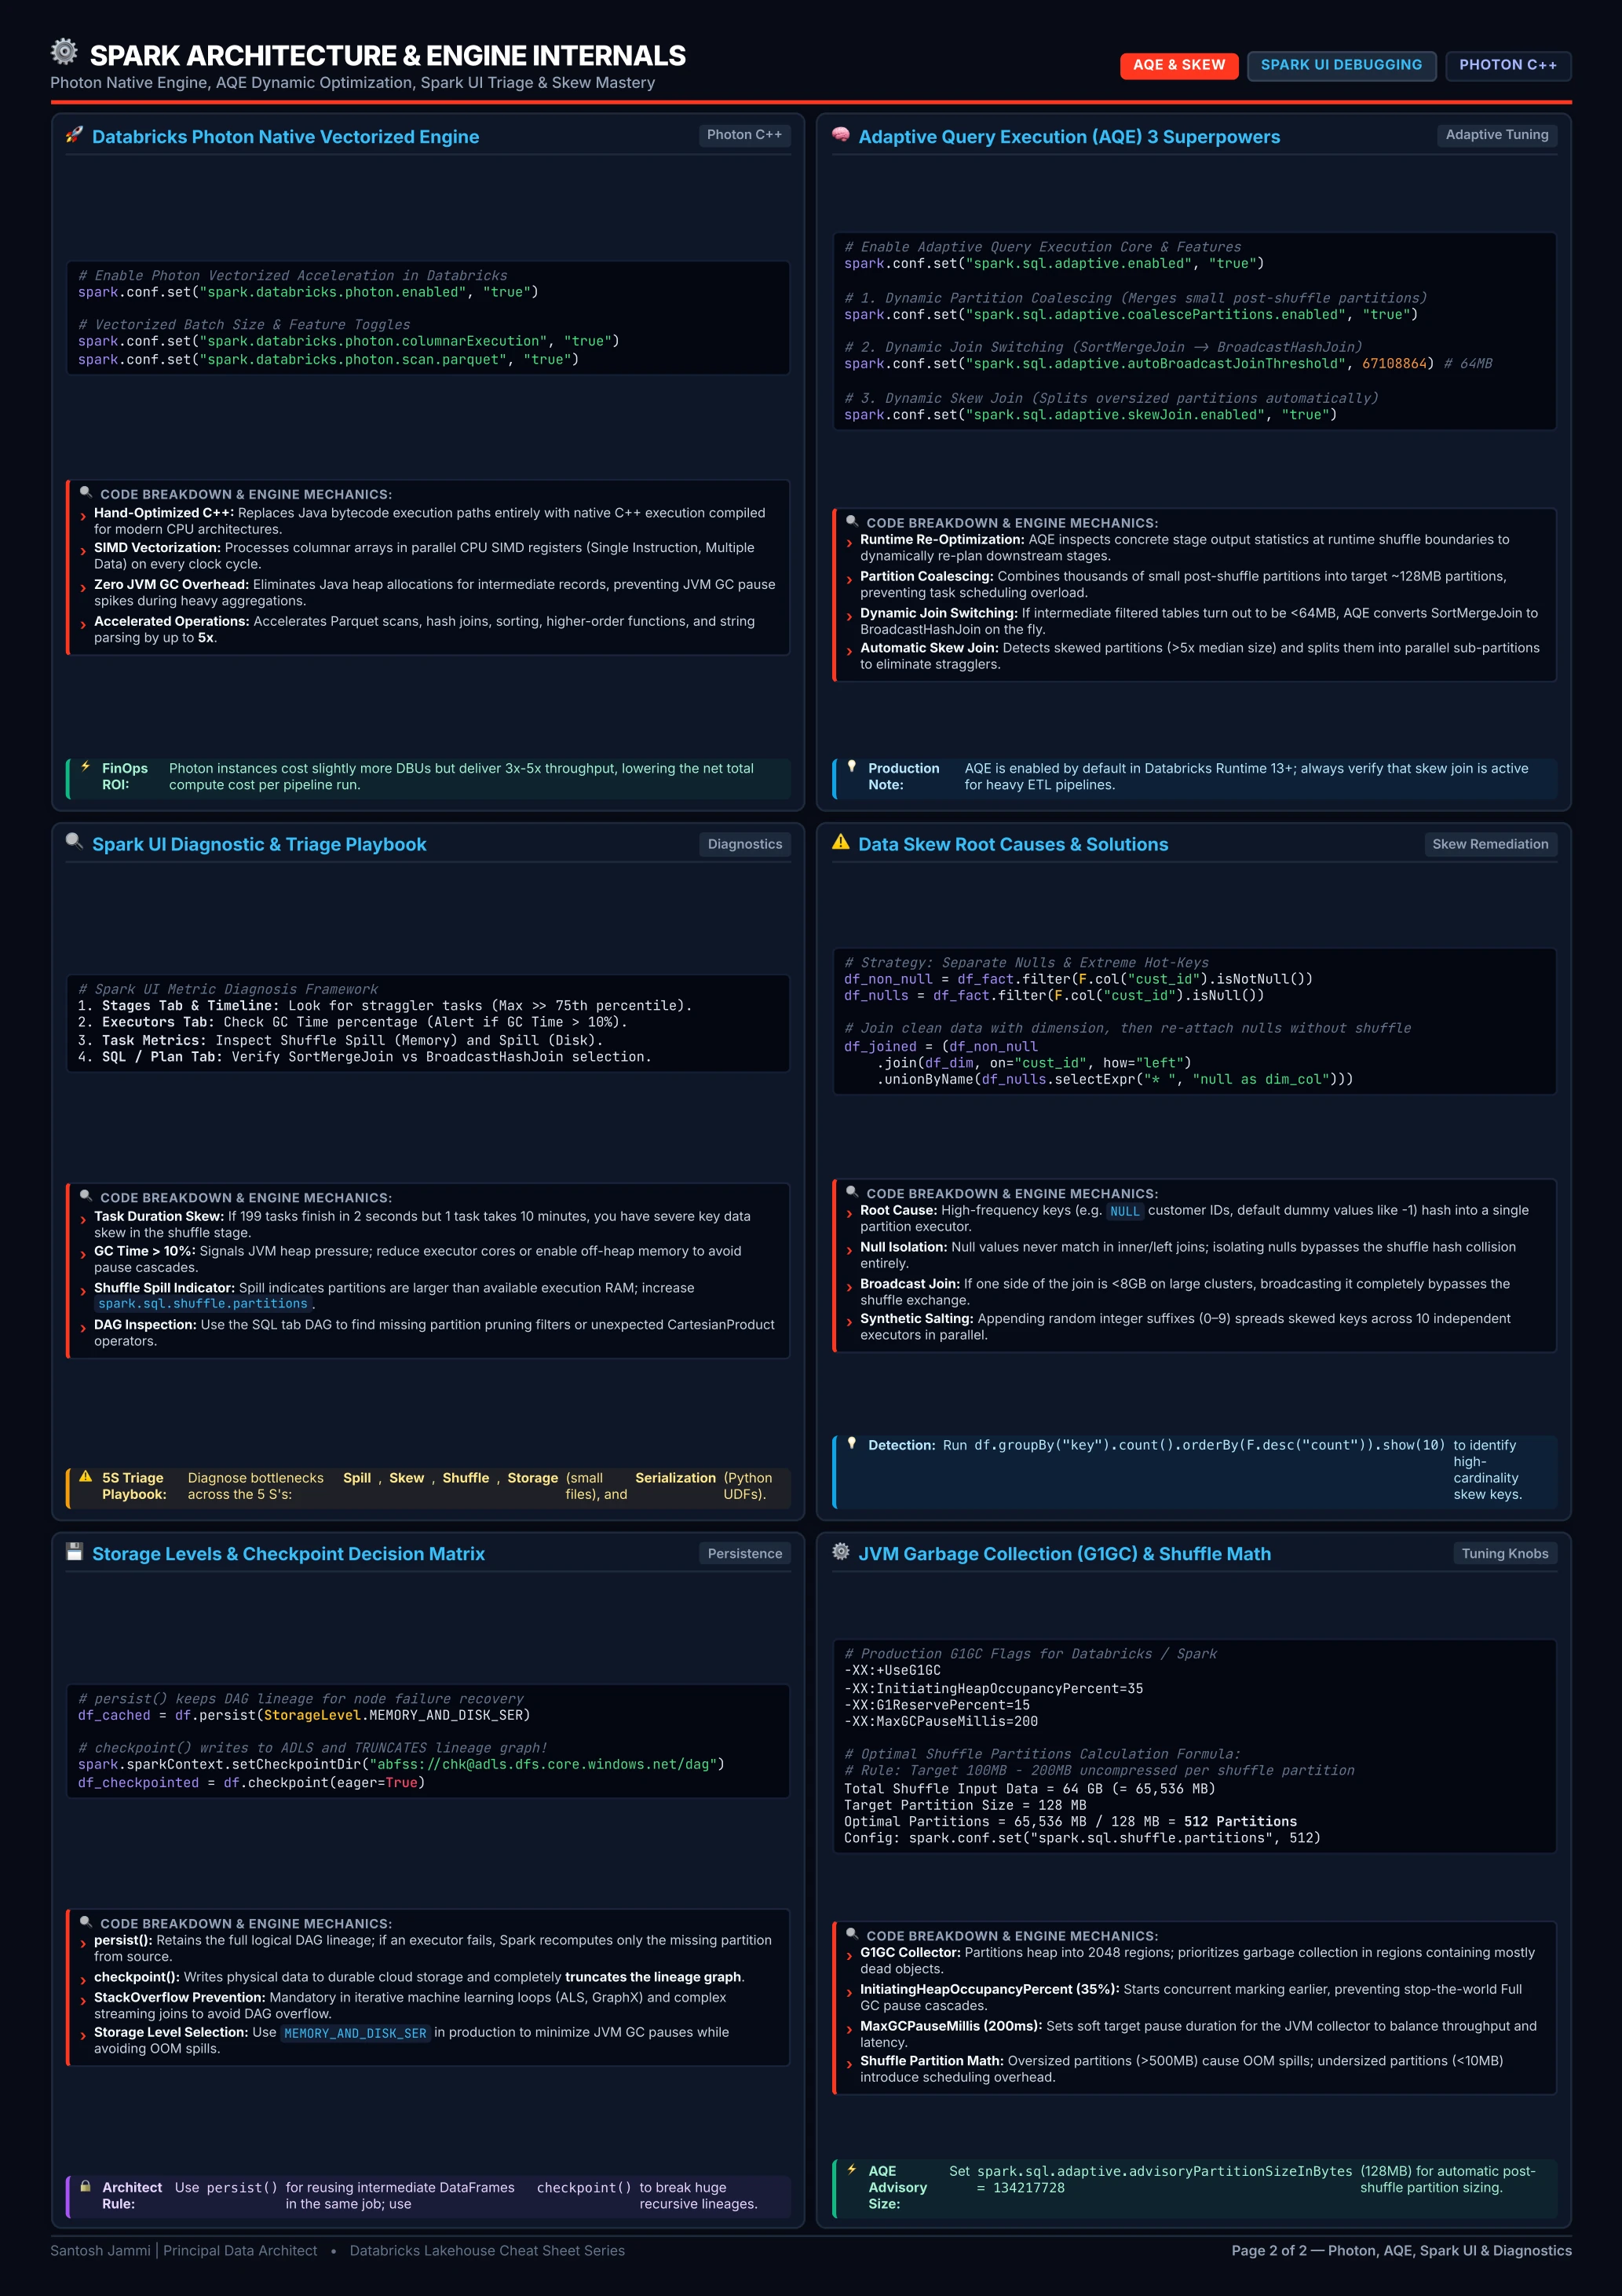 SPARK ARCHITECTURE & ENGINE INTERNALS
Photon Native Engine, AQE Dynamic Optimization, Spark UI Triage & Skew Mastery
AQE & SKEW
SPARK UI DEBUGGING
PHOTON C++
Databricks Photon Native Vectorized Engine
Photon C++
# Enable Photon Vectorized Acceleration in Databricks
spark.conf.set("spark.databricks.photon.enabled", "true")
# Vectorized Batch Size & Feature Toggles
spark.conf.set("spark.databricks.photon.columnarExecution", "true")
spark.conf.set("spark.databricks.photon.scan.parquet", "true")
CODE BREAKDOWN & ENGINE MECHANICS:
› Hand-Optimized C++: Replaces Java bytecode execution paths entirely with native C++ execution compiled
for modern CPU architectures.
› SIMD Vectorization: Processes columnar arrays in parallel CPU SIMD registers (Single Instruction, Multiple
Data) on every clock cycle.
› Zero JVM GC Overhead: Eliminates Java heap allocations for intermediate records, preventing JVM GC pause
spikes during heavy aggregations.
› Accelerated Operations: Accelerates Parquet scans, hash joins, sorting, higher-order functions, and string
parsing by up to 5x.
FinOps ROI:
Photon instances cost slightly more DBUs but deliver 3x-5x throughput, lowering the net total
compute cost per pipeline run.
Adaptive Query Execution (AQE) 3 Superpowers
Adaptive Tuning
# Enable Adaptive Query Execution Core & Features
spark.conf.set("spark.sql.adaptive.enabled", "true")
# 1. Dynamic Partition Coalescing (Merges small post-shuffle partitions)
spark.conf.set("spark.sql.adaptive.coalescePartitions.enabled", "true")
# 2. Dynamic Join Switching (SortMergeJoin -> BroadcastHashJoin)
spark.conf.set("spark.sql.adaptive.autoBroadcastJoinThreshold", 67108864) # 64MB
# 3. Dynamic Skew Join (Splits oversized partitions automatically)
spark.conf.set("spark.sql.adaptive.skewJoin.enabled", "true")
CODE BREAKDOWN & ENGINE MECHANICS:
› Runtime Re-Optimization: AQE inspects concrete stage output statistics at runtime shuffle boundaries to
dynamically re-plan downstream stages.
› Partition Coalescing: Combines thousands of small post-shuffle partitions into target ~128MB partitions,
preventing task scheduling overload.
› Dynamic Join Switching: If intermediate filtered tables turn out to be <64MB, AQE converts SortMergeJoin to
BroadcastHashJoin on the fly.
› Automatic Skew Join: Detects skewed partitions (>5x median size) and splits them into parallel sub-partitions
to eliminate stragglers.
Production Note:
AQE is enabled by default in Databricks Runtime 13+; always verify that skew join is active
for heavy ETL pipelines.
Spark UI Diagnostic & Triage Playbook
Diagnostics
# Spark UI Metric Diagnosis Framework
1. Stages Tab & Timeline: Look for straggler tasks (Max >> 75th percentile).
2. Executors Tab: Check GC Time percentage (Alert if GC Time > 10%).
3. Task Metrics: Inspect Shuffle Spill (Memory) and Spill (Disk).
4. SQL / Plan Tab: Verify SortMergeJoin vs BroadcastHashJoin selection.
CODE BREAKDOWN & ENGINE MECHANICS:
› Task Duration Skew: If 199 tasks finish in 2 seconds but 1 task takes 10 minutes, you have severe key data
skew in the shuffle stage.
› GC Time > 10%: Signals JVM heap pressure; reduce executor cores or enable off-heap memory to avoid
pause cascades.
› Shuffle Spill Indicator: Spill indicates partitions are larger than available execution RAM; increase
spark.sql.shuffle.partitions.
› DAG Inspection: Use the SQL tab DAG to find missing partition pruning filters or unexpected CartesianProduct
operators.
5S Triage Playbook:
Diagnose bottlenecks across the 5 S's: Spill , Skew , Shuffle , Storage (small files), and Serialization (Python UDFs).
Data Skew Root Causes & Solutions
Skew Remediation
# Strategy: Separate Nulls & Extreme Hot-Keys
df_non_null = df_fact.filter(F.col("cust_id").isNotNull())
df_nulls = df_fact.filter(F.col("cust_id").isNull())
# Join clean data with dimension, then re-attach nulls without shuffle
df_joined = (df_non_null
.join(df_dim, on="cust_id", how="left")
.unionByName(df_nulls.selectExpr("* ", "null as dim_col")))
CODE BREAKDOWN & ENGINE MECHANICS:
› Root Cause: High-frequency keys (e.g. NULL customer IDs, default dummy values like -1) hash into a single
partition executor.
› Null Isolation: Null values never match in inner/left joins; isolating nulls bypasses the shuffle hash collision
entirely.
› Broadcast Join: If one side of the join is <8GB on large clusters, broadcasting it completely bypasses the
shuffle exchange.
› Synthetic Salting: Appending random integer suffixes (0–9) spreads skewed keys across 10 independent
executors in parallel.
Detection: Run df.groupBy("key").count().orderBy(F.desc("count")).show(10) to identify
high-
cardinality
skew keys.
Storage Levels & Checkpoint Decision Matrix
Persistence
# persist() keeps DAG lineage for node failure recovery
df_cached = df.persist(StorageLevel.MEMORY_AND_DISK_SER)
# checkpoint() writes to ADLS and TRUNCATES lineage graph!
spark.sparkContext.setCheckpointDir("abfss://chk@adls.dfs.core.windows.net/dag")
df_checkpointed = df.checkpoint(eager=True)
CODE BREAKDOWN & ENGINE MECHANICS:
› persist(): Retains the full logical DAG lineage; if an executor fails, Spark recomputes only the missing partition
from source.
› checkpoint(): Writes physical data to durable cloud storage and completely truncates the lineage graph.
› StackOverflow Prevention: Mandatory in iterative machine learning loops (ALS, GraphX) and complex
streaming joins to avoid DAG overflow.
› Storage Level Selection: Use MEMORY_AND_DISK_SER in production to minimize JVM GC pauses while
avoiding OOM spills.
Architect Rule:
Use persist() for reusing intermediate DataFrames in the same job; use checkpoint() to break huge recursive lineages.
JVM Garbage Collection (G1GC) & Shuffle Math
Tuning Knobs
# Production G1GC Flags for Databricks / Spark
-XX:+UseG1GC
-XX:InitiatingHeapOccupancyPercent=35
-XX:G1ReservePercent=15
-XX:MaxGCPauseMillis=200
# Optimal Shuffle Partitions Calculation Formula:
# Rule: Target 100MB - 200MB uncompressed per shuffle partition
Total Shuffle Input Data = 64 GB (= 65,536 MB)
Target Partition Size = 128 MB
Optimal Partitions = 65,536 MB / 128 MB = 512 Partitions
Config: spark.conf.set("spark.sql.shuffle.partitions", 512)
CODE BREAKDOWN & ENGINE MECHANICS:
› G1GC Collector: Partitions heap into 2048 regions; prioritizes garbage collection in regions containing mostly
dead objects.
› InitiatingHeapOccupancyPercent (35%): Starts concurrent marking earlier, preventing stop-the-world Full
GC pause cascades.
› MaxGCPauseMillis (200ms): Sets soft target pause duration for the JVM collector to balance throughput and
latency.
› Shuffle Partition Math: Oversized partitions (>500MB) cause OOM spills; undersized partitions (<10MB)
introduce scheduling overhead.
AQE Advisory Size:
Set spark.sql.adaptive.advisoryPartitionSizeInBytes = 134217728 (128MB) for automatic post-shuffle partition sizing.
Santosh Jammi | Principal Data Architect • Databricks Lakehouse Cheat Sheet Series
Page 2 of 2 — Photon, AQE, Spark UI & Diagnostics